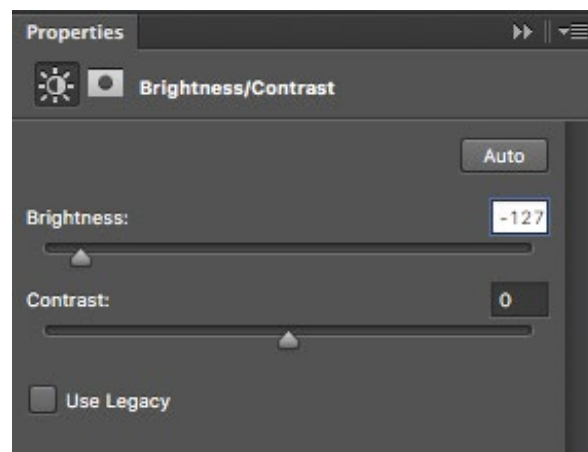 Properties
Brightness/Contrast
Auto
Brightness: -127
Contrast: 0
Use Legacy